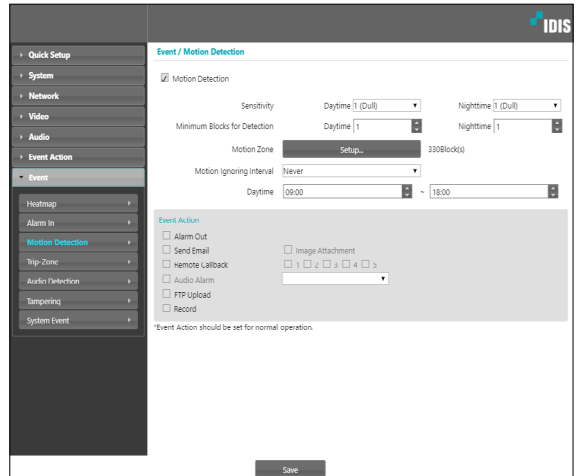 IDIS
Quick Setup
System
Network
Video
Audio
Event Action
Event
Heatmap
Alarm In
Motion Detection
Trip-Zone
Audio Detection
Tampering
System Event
Event / Motion Detection
Motion Detection
Sensitivity Daytime 1 (Dull) Nighttime 1 (Dull)
Minimum Blocks for Detection Daytime 1 Nighttime 1
Motion Zone Setup... 330Block(s)
Motion Ignoring Interval Never
Daytime 09:00 ~ 18:00
Event Action
Alarm Out
Send Email Image Attachment
Remote Callback 1 2 3 4 5
Audio Alarm
FTP Upload
Record
*Event Action should be set for normal operation.
Save